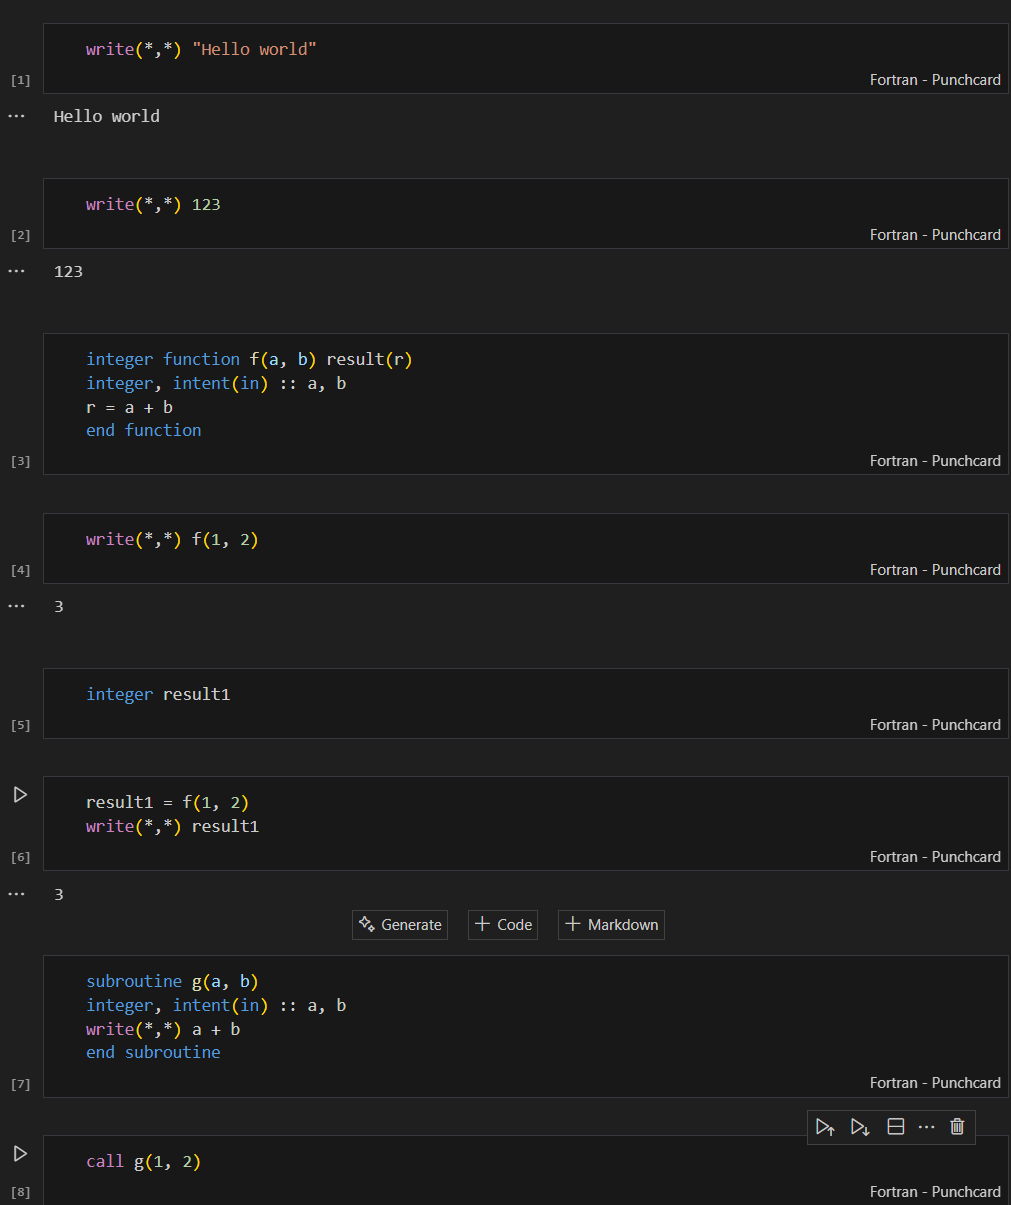 write(*,*) "Hello world"
[1]
Fortran - Punchcard
...
Hello world
write(*,*) 123
[2]
Fortran - Punchcard
...
123
integer function f(a, b) result(r)
integer, intent(in) :: a, b
r = a + b
end function
[3]
Fortran - Punchcard
write(*,*) f(1, 2)
[4]
Fortran - Punchcard
...
3
integer result1
[5]
Fortran - Punchcard
result1 = f(1, 2)
write(*,*) result1
[6]
Fortran - Punchcard
...
3
Generate + Code + Markdown
subroutine g(a, b)
integer, intent(in) :: a, b
write(*,*) a + b
end subroutine
[7]
Fortran - Punchcard
...
call g(1, 2)
[8]
Fortran - Punchcard